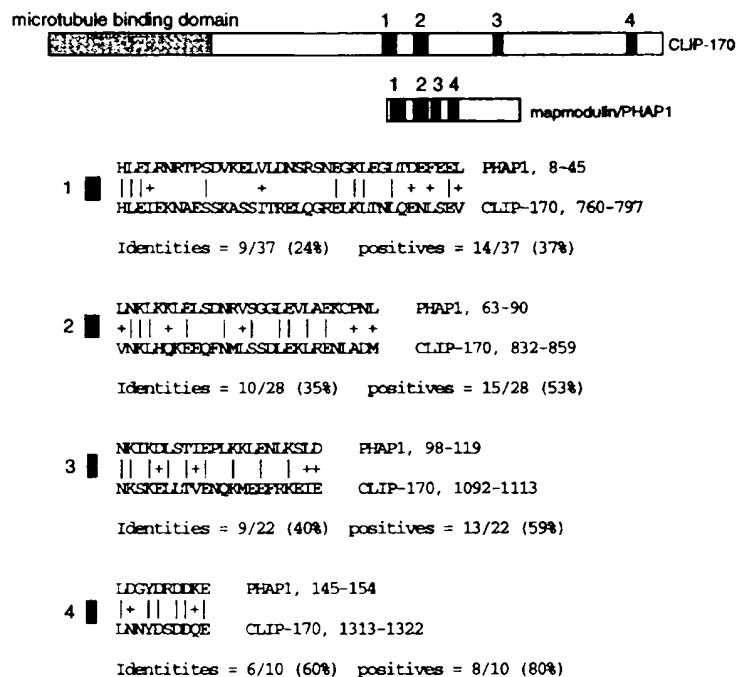 microtubule binding domain
1 2 3 4
CLIP-170
1 2 3 4
mapmodulin/PHAP1
HLELRNRTPSDVKELVLDNSRSNEGKLEGLTDEFEEL PHAP1, 8-45
1
HLEIEKNAESSKASSITRELQGRELKLTNLQENLSEV CLIP-170, 760-797
Identities = 9/37 (24%) positives = 14/37 (37%)
LNKLKKLELSDNRVSGGLEVLAEKCPNL PHAP1, 63-90
2
VNKLHQKEEQFNMLSSDLEKLRENLADM CLIP-170, 832-859
Identities = 10/28 (35%) positives = 15/28 (53%)
NKIKDLSTIEPLKKLENLKSLD PHAP1, 98-119
3
NKSKELLTVENQKMEEFRKEIE CLIP-170, 1092-1113
Identities = 9/22 (40%) positives = 13/22 (59%)
LDGYDRDDKE PHAP1, 145-154
4
LNNYDSDDQE CLIP-170, 1313-1322
Identitites = 6/10 (60%) positives = 8/10 (80%)